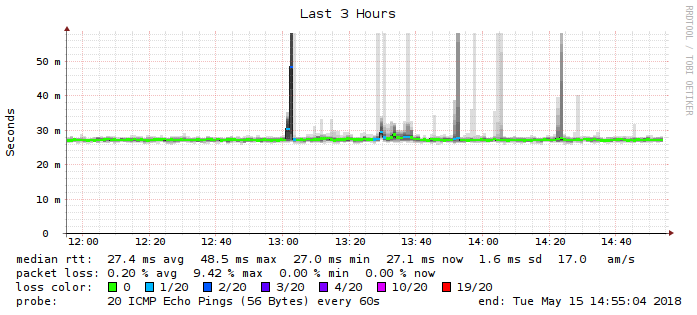 Last 3 Hours
RRDTOOL / TOBI OETIKER
Seconds
50 m
40 m
30 m
20 m
10 m
0
12:00 12:20 12:40 13:00 13:20 13:40 14:00 14:20 14:40
median rtt: 27.4 ms avg 48.5 ms max 27.0 ms min 27.1 ms now 1.6 ms sd 17.0 am/s
packet loss: 0.20 % avg 9.42 % max 0.00 % min 0.00 % now
loss color: 0 1/20 2/20 3/20 4/20 10/20 19/20
probe: 20 ICMP Echo Pings (56 Bytes) every 60s end: Tue May 15 14:55:04 2018